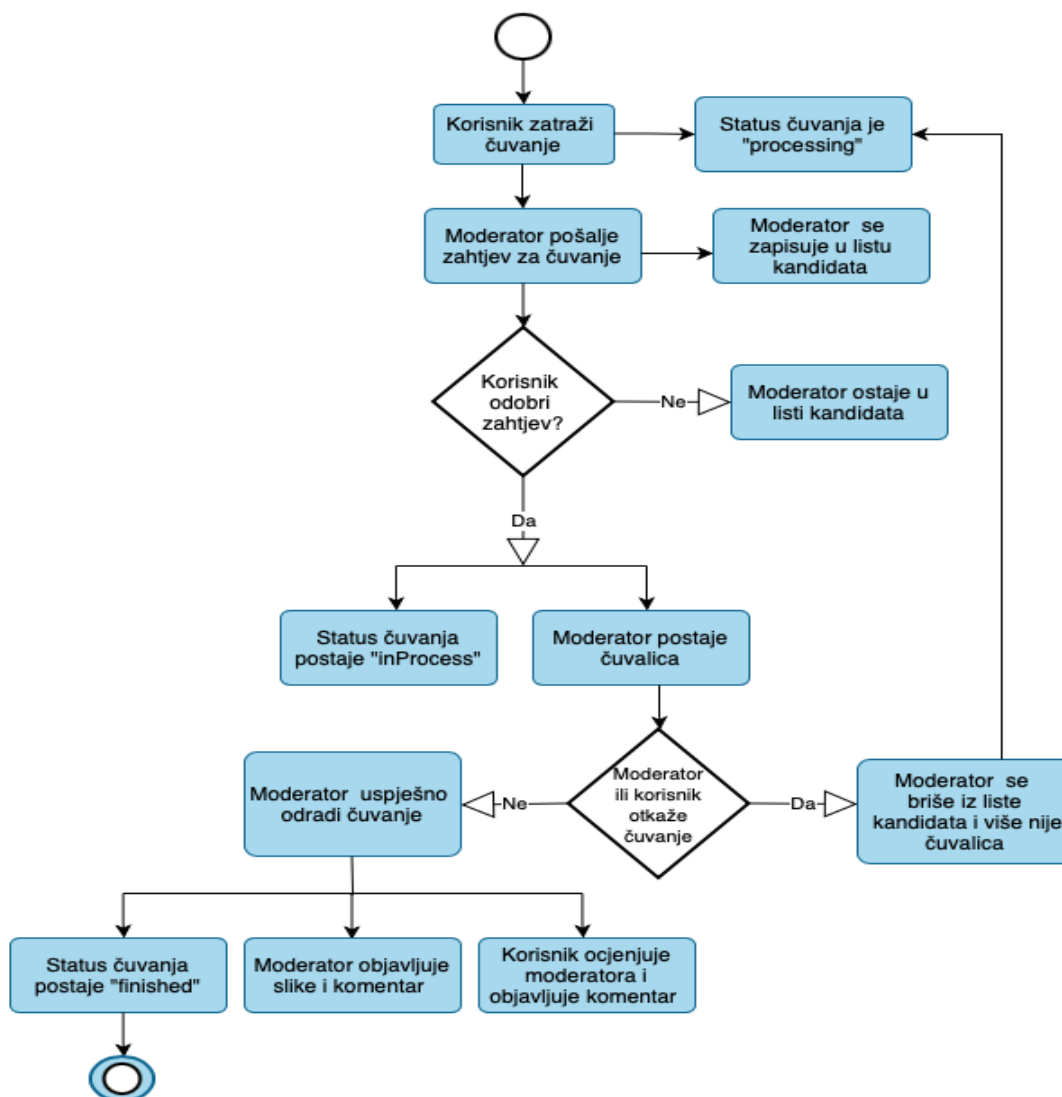 Korisnik zatraži
čuvanje
Status čuvanja je
"processing"
Moderator pošalje
zahtjev za čuvanje
Moderator se
zapisuje u listu
kandidata
Korisnik
odobri
zahtjev?
Ne
Moderator ostaje u
listi kandidata
Da
Status čuvanja
postaje "inProcess"
Moderator postaje
čuvalica
Moderator uspješno
odradi čuvanje
Ne
Moderator
ili korisnik
otkaže
čuvanje
Da
Moderator se
briše iz liste
kandidata i više nije
čuvalica
Status čuvanja
postaje "finished"
Moderator objavljuje
slike i komentar
Korisnik ocjenjuje
moderatora i
objavljuje komentar